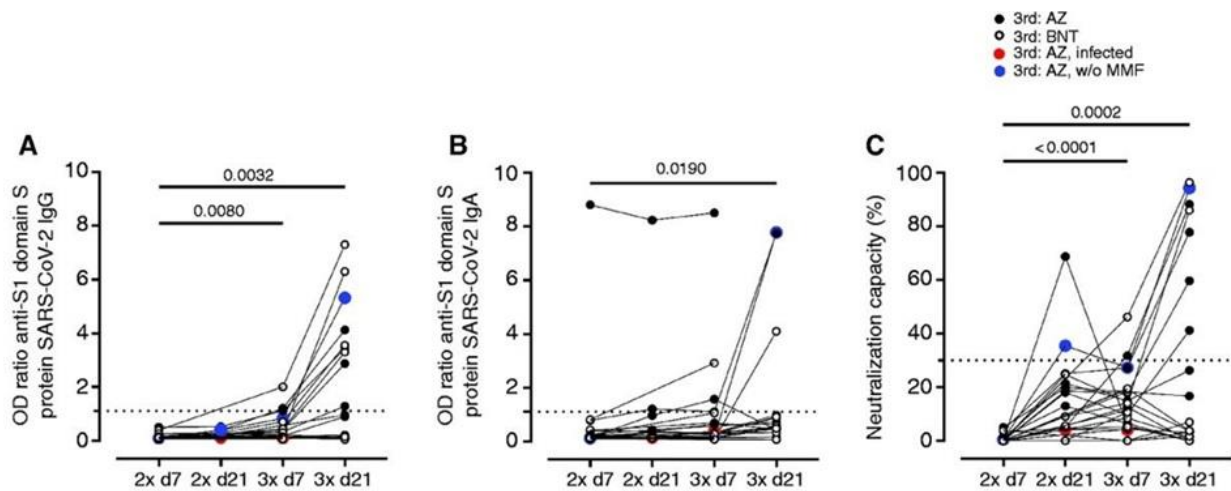 3rd: AZ
3rd: BNT
3rd: AZ, infected
3rd: AZ, w/o MMF
0.0002
A
B
C
10
0.0032
10
0.0190
100
<0.0001
8
0.0080
8
80
6
6
60
4
4
40
2
2
20
0
0
0
OD ratio anti-S1 domain S
protein SARS-CoV-2 IgG
OD ratio anti-S1 domain S
protein SARS-CoV-2 IgA
Neutralization capacity (%)
2x d7 2x d21 3x d7 3x d21
2x d7 2x d21 3x d7 3x d21
2x d7 2x d21 3x d7 3x d21